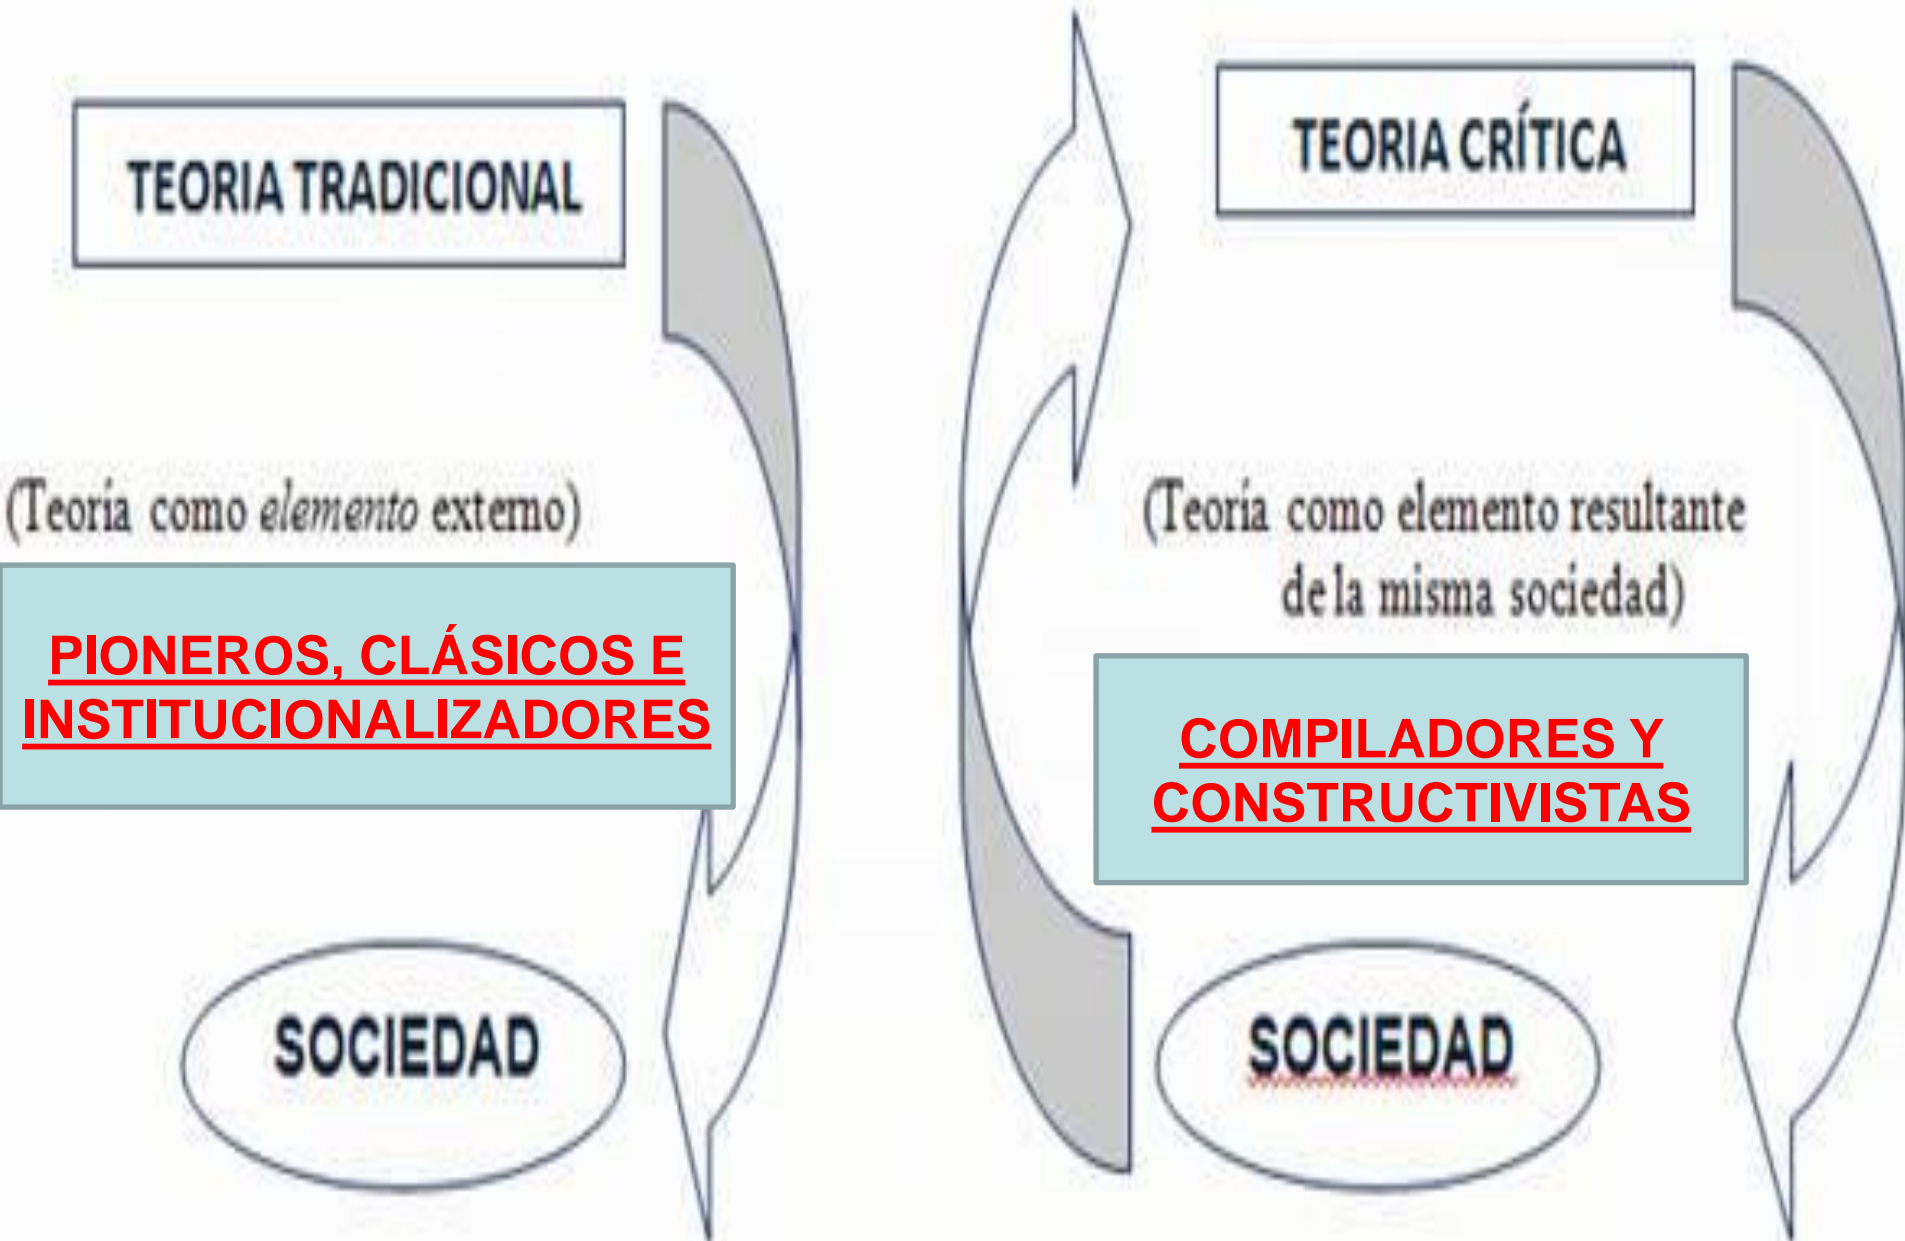 TEORIA TRADICIONAL
(Teoría como elemento externo)
PIONEROS, CLÁSICOS E
INSTITUCIONALIZADORES
SOCIEDAD
TEORIA CRÍTICA
(Teoría como elemento resultante
de la misma sociedad)
COMPILADORES Y
CONSTRUCTIVISTAS
SOCIEDAD